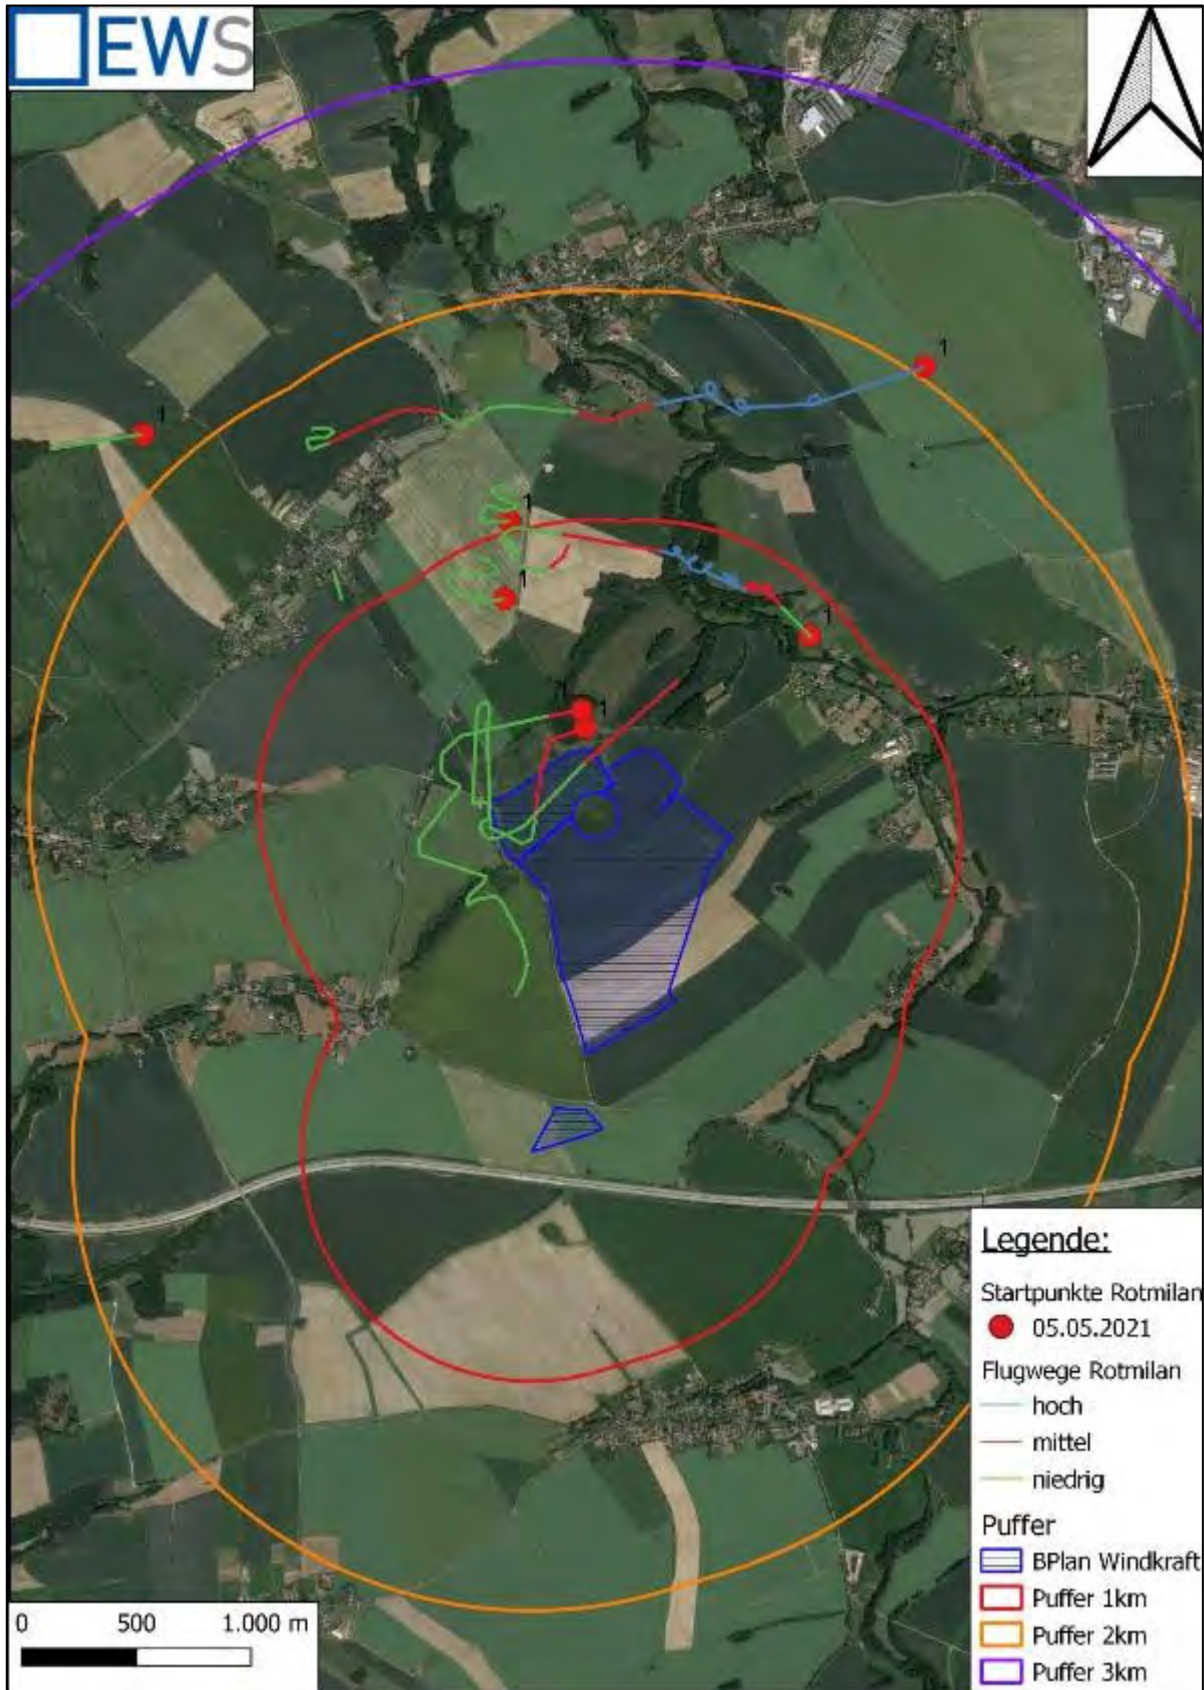 EWS
1
1
1
1
1
1
Legende:
Startpunkte Rotmilan
05.05.2021
Flugwege Rotmilan
hoch
mittel
niedrig
Puffer
BPlan Windkraft
Puffer 1km
Puffer 2km
Puffer 3km
0 500 1.000 m